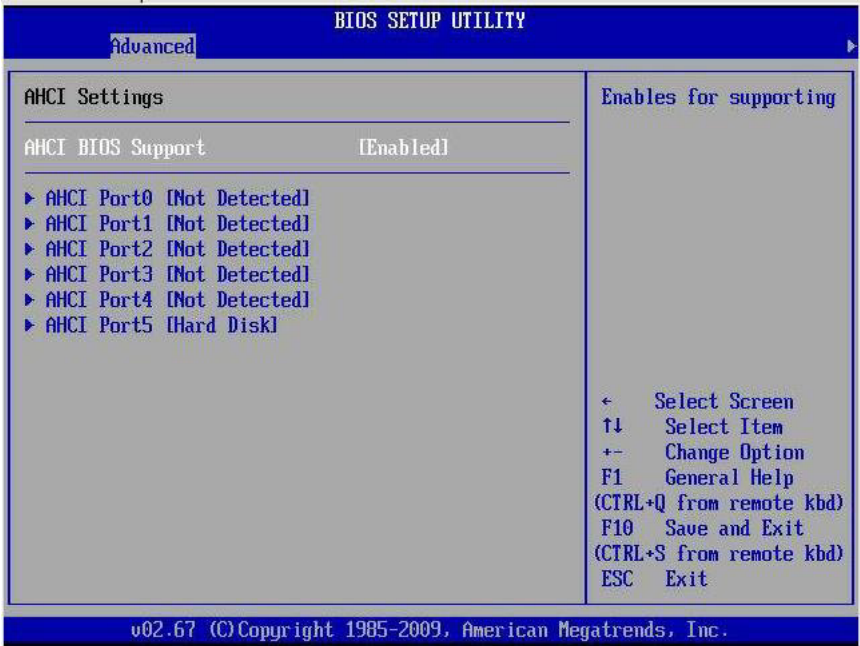 BIOS SETUP UTILITY
Advanced
AHCI Settings
AHCI BIOS Support [Enabled]
AHCI Port0 [Not Detected]
AHCI Port1 [Not Detected]
AHCI Port2 [Not Detected]
AHCI Port3 [Not Detected]
AHCI Port4 [Not Detected]
AHCI Port5 [Hard Disk]
Enables for supporting
← Select Screen
↑↓ Select Item
+- Change Option
F1 General Help
(CTRL+Q from remote kbd)
F10 Save and Exit
(CTRL+S from remote kbd)
ESC Exit
v02.67 (C)Copyright 1985-2009, American Megatrends, Inc.